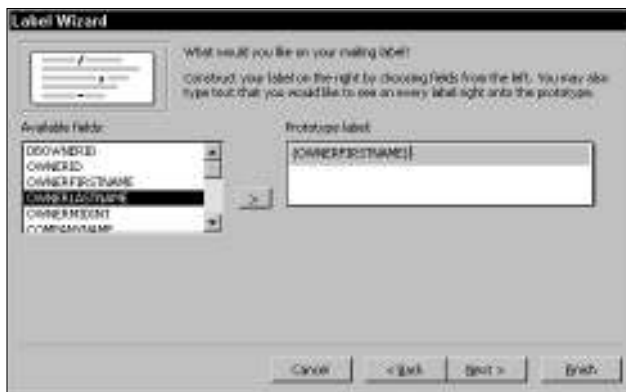 Label Wizard
What would you like on your mailing label?
Construct your label on the right by choosing fields from the left. You may also
type text that you would like to see on every label right onto the prototype.
Available fields:
Prototype label:
DBOWNERID
OWNERID
OWNERFIRSTNAME
OWNERLASTNAME
OWNERMIDINI
COMPANYNAME
{OWNERFIRSTNAME}
>
Cancel
< Back
Next >
Finish